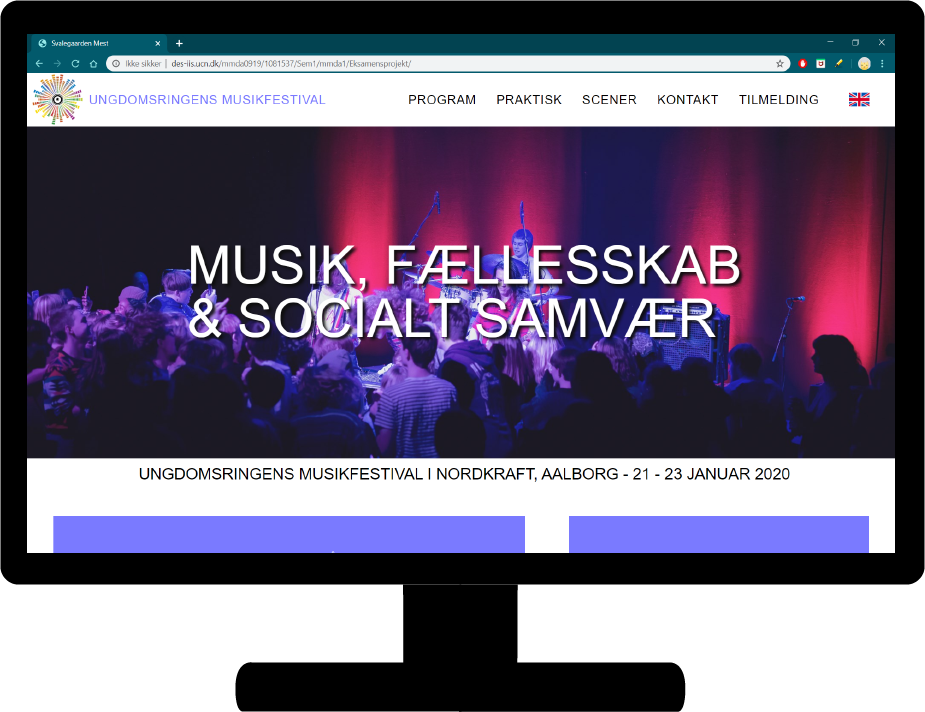 Svalegaarden Mest
Ikke sikker | des-iis.ucn.dk/mmda0919/1081537/Sem1/mmda1/Eksamensprojekt/
UNGDOMSRINGENS MUSIKFESTIVAL
PROGRAM PRAKTISK SCENER KONTAKT TILMELDING
MUSIK, FÆLLESSKAB
& SOCIALT SAMVÆR
UNGDOMSRINGENS MUSIKFESTIVAL I NORDKRAFT, AALBORG - 21 - 23 JANUAR 2020